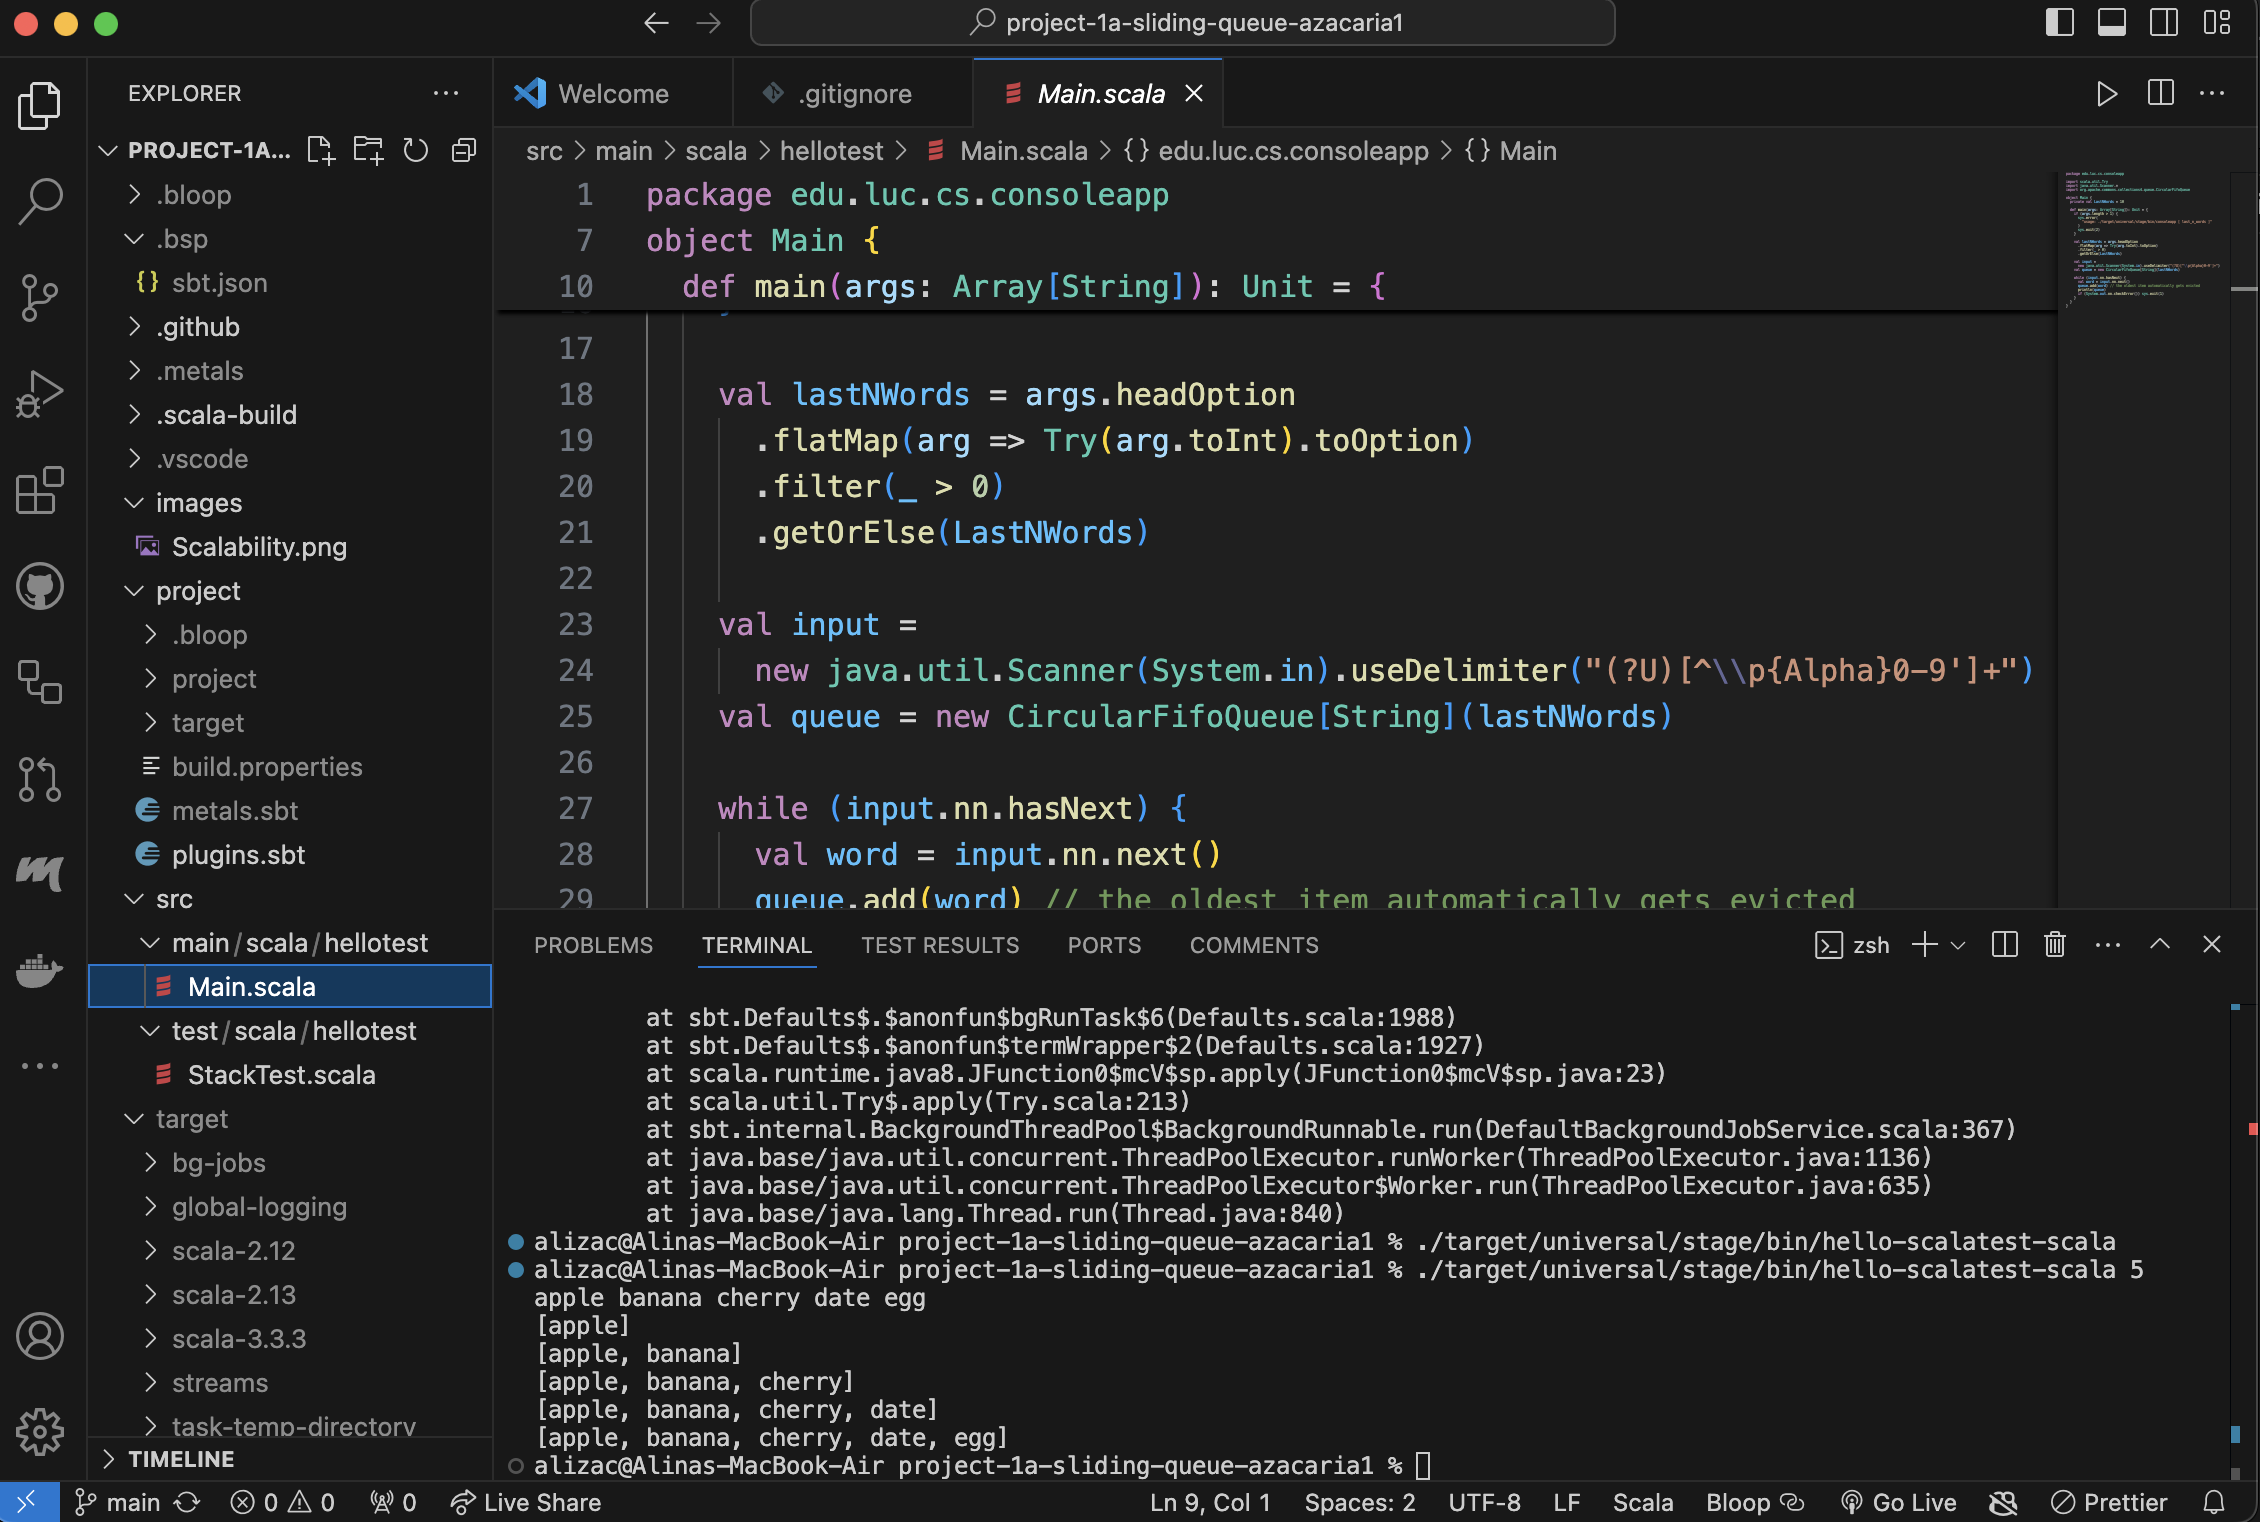 project-1a-sliding-queue-azacaria1
EXPLORER
PROJECT-1A...
.bloop
.bsp
{} sbt.json
.github
.metals
.scala-build
.vscode
images
Scalability.png
project
.bloop
project
target
build.properties
metals.sbt
plugins.sbt
src
main/scala/hellotest
Main.scala
test/scala/hellotest
StackTest.scala
target
bg-jobs
global-logging
scala-2.12
scala-2.13
scala-3.3.3
streams
task-temp-directory
TIMELINE
Welcome
.gitignore
Main.scala
src > main > scala > hellotest > Main.scala > {} edu.luc.cs.consoleapp > {} Main
1 package edu.luc.cs.consoleapp
7 object Main {
10 def main(args: Array[String]): Unit = {
17
18 val lastNWords = args.headOption
19 .flatMap(arg => Try(arg.toInt).toOption)
20 .filter(_ > 0)
21 .getOrElse(LastNWords)
22
23 val input =
24 new java.util.Scanner(System.in).useDelimiter("(?U)[^\\p{Alpha}0-9']+")
25 val queue = new CircularFifoQueue[String](lastNWords)
26
27 while (input.nn.hasNext) {
28 val word = input.nn.next()
29 queue.add(word) // the oldest item automatically gets evicted
PROBLEMS TERMINAL TEST RESULTS PORTS COMMENTS
zsh
at sbt.Defaults$.$anonfun$bgRunTask$6(Defaults.scala:1988)
at sbt.Defaults$.$anonfun$termWrapper$2(Defaults.scala:1927)
at scala.runtime.java8.JFunction0$mcV$sp.apply(JFunction0$mcV$sp.java:23)
at scala.util.Try$.apply(Try.scala:213)
at sbt.internal.BackgroundThreadPool$BackgroundRunnable.run(DefaultBackgroundJobService.scala:367)
at java.base/java.util.concurrent.ThreadPoolExecutor.runWorker(ThreadPoolExecutor.java:1136)
at java.base/java.util.concurrent.ThreadPoolExecutor$Worker.run(ThreadPoolExecutor.java:635)
at java.base/java.lang.Thread.run(Thread.java:840)
alizac@Alinas-MacBook-Air project-1a-sliding-queue-azacaria1 % ./target/universal/stage/bin/hello-scalatest-scala
alizac@Alinas-MacBook-Air project-1a-sliding-queue-azacaria1 % ./target/universal/stage/bin/hello-scalatest-scala 5
apple banana cherry date egg
[apple]
[apple, banana]
[apple, banana, cherry]
[apple, banana, cherry, date]
[apple, banana, cherry, date, egg]
alizac@Alinas-MacBook-Air project-1a-sliding-queue-azacaria1 %
main 0 0 0 Live Share Ln 9, Col 1 Spaces: 2 UTF-8 LF Scala Bloop Go Live Prettier